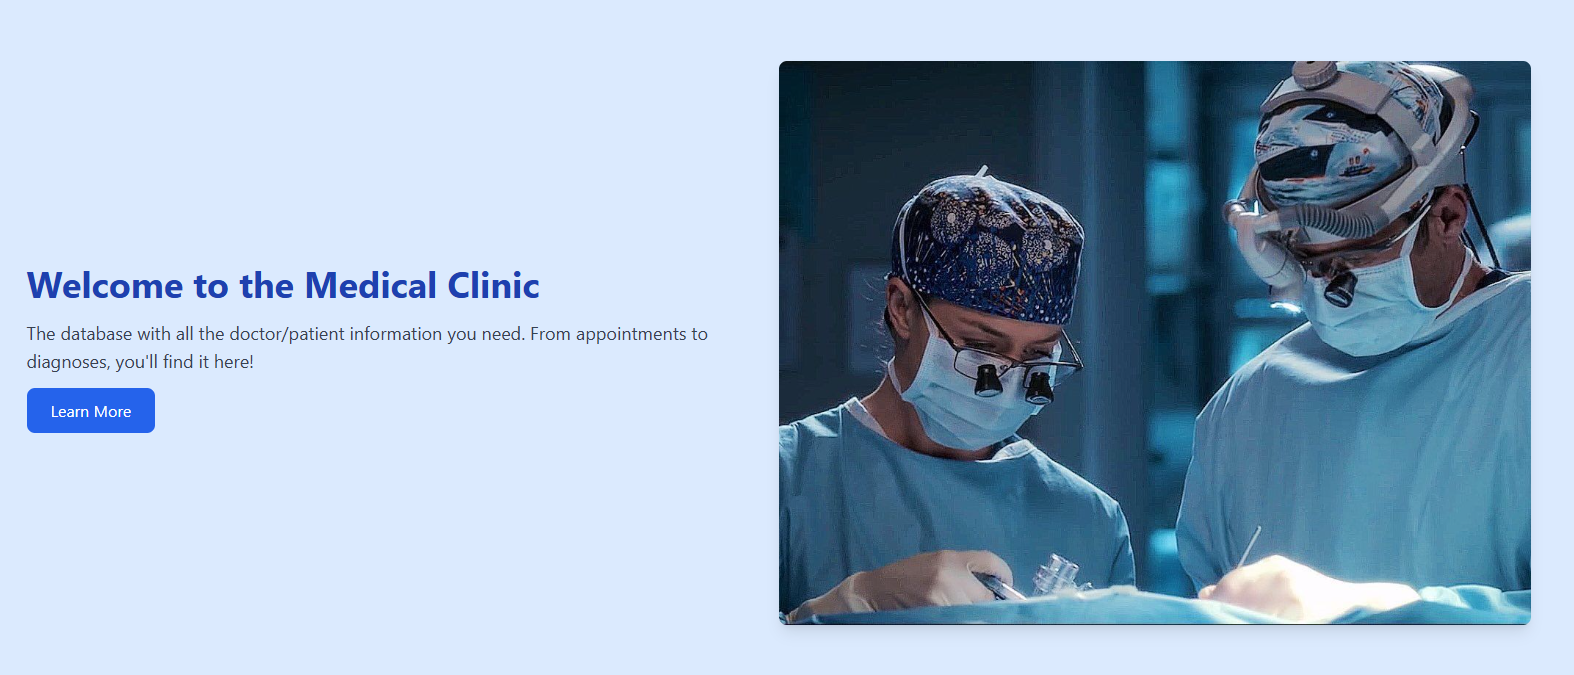 Welcome to the Medical Clinic
The database with all the doctor/patient information you need. From appointments to
diagnoses, you'll find it here!
Learn More